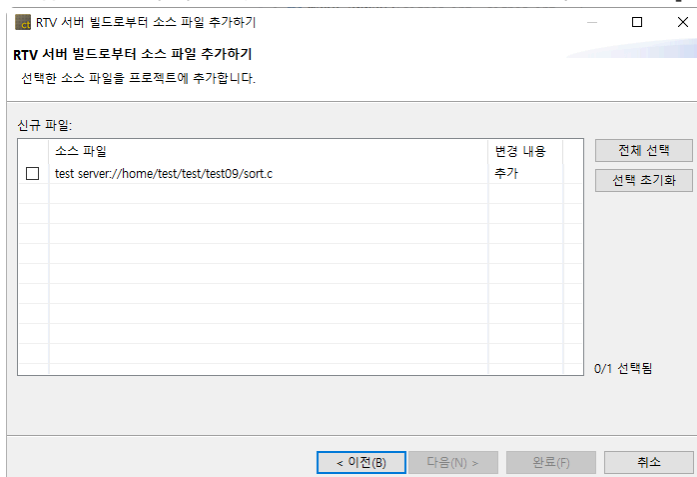 ct RTV 서버 빌드로부터 소스 파일 추가하기
RTV 서버 빌드로부터 소스 파일 추가하기
선택한 소스 파일을 프로젝트에 추가합니다.
신규 파일:
소스 파일 변경 내용
test server://home/test/test/test09/sort.c 추가
전체 선택
선택 초기화
0/1 선택됨
< 이전(B) 다음(N) > 완료(F) 취소